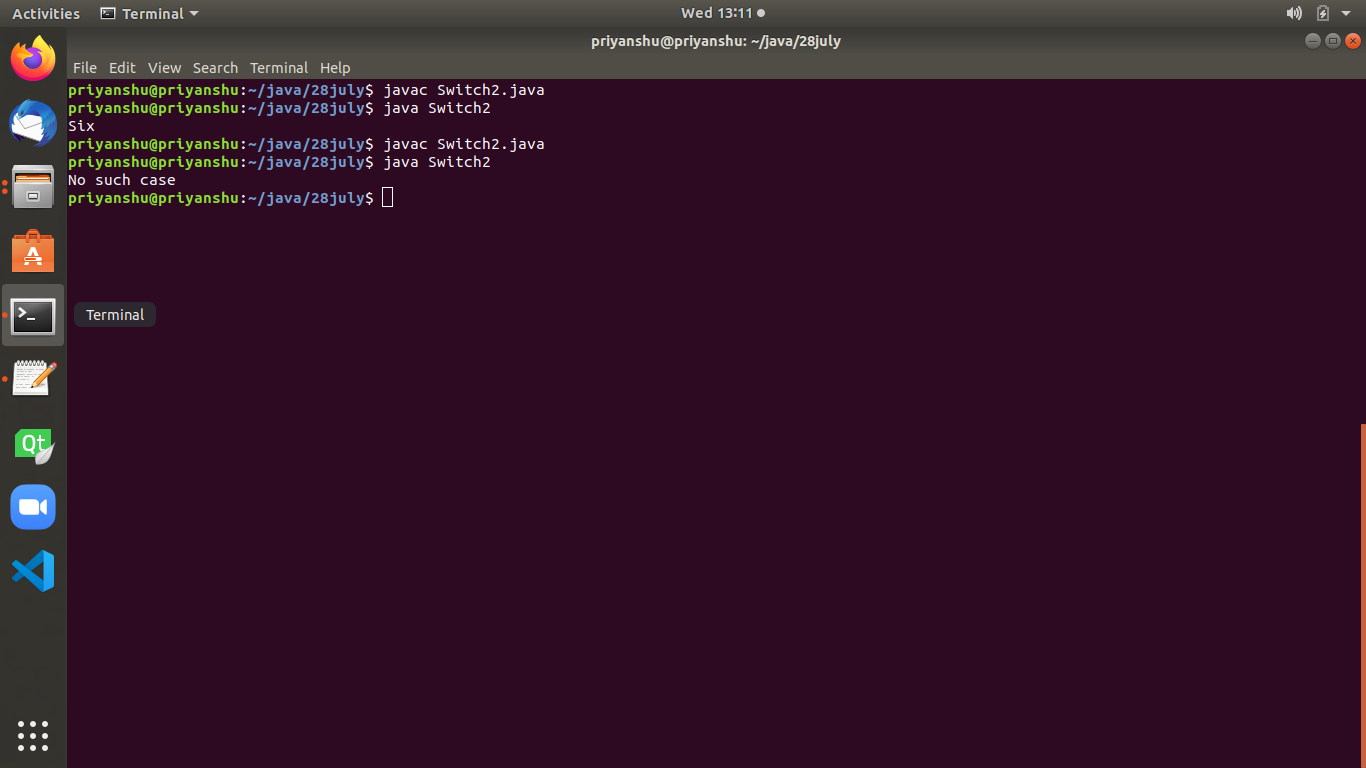 Activities Terminal Wed 13:11
priyanshu@priyanshu: ~/java/28july
File Edit View Search Terminal Help
priyanshu@priyanshu:~/java/28july$ javac Switch2.java
priyanshu@priyanshu:~/java/28july$ java Switch2
Six
priyanshu@priyanshu:~/java/28july$ javac Switch2.java
priyanshu@priyanshu:~/java/28july$ java Switch2
No such case
priyanshu@priyanshu:~/java/28july$
Terminal
Qt